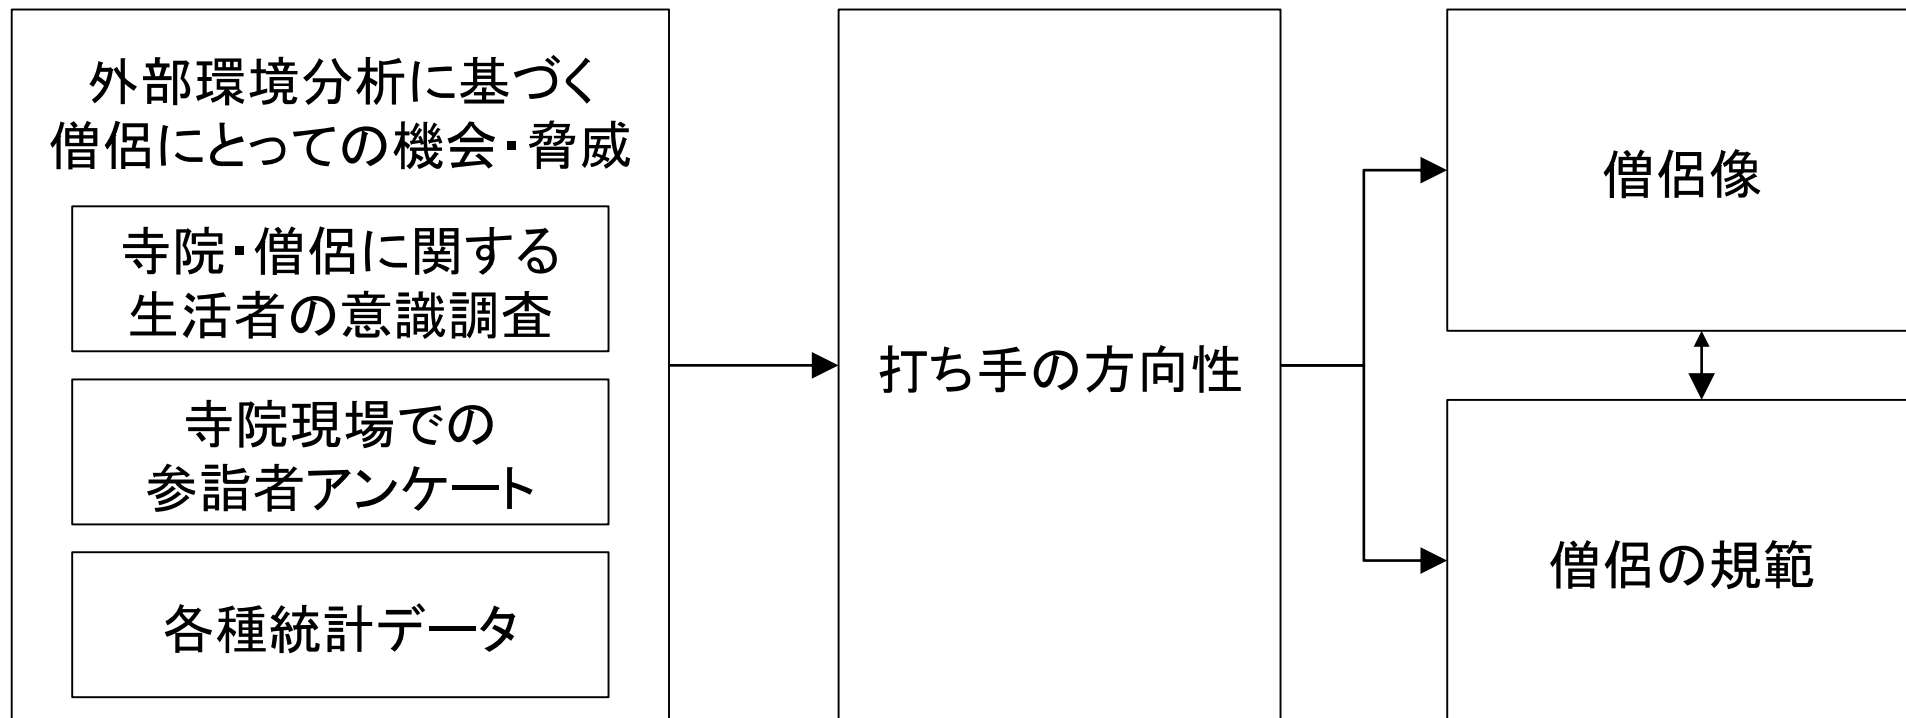 外部環境分析に基づく
僧侶にとっての機会・脅威
寺院・僧侶に関する
生活者の意識調査
寺院現場での
参詣者アンケート
各種統計データ
打ち手の方向性
僧侶像
僧侶の規範